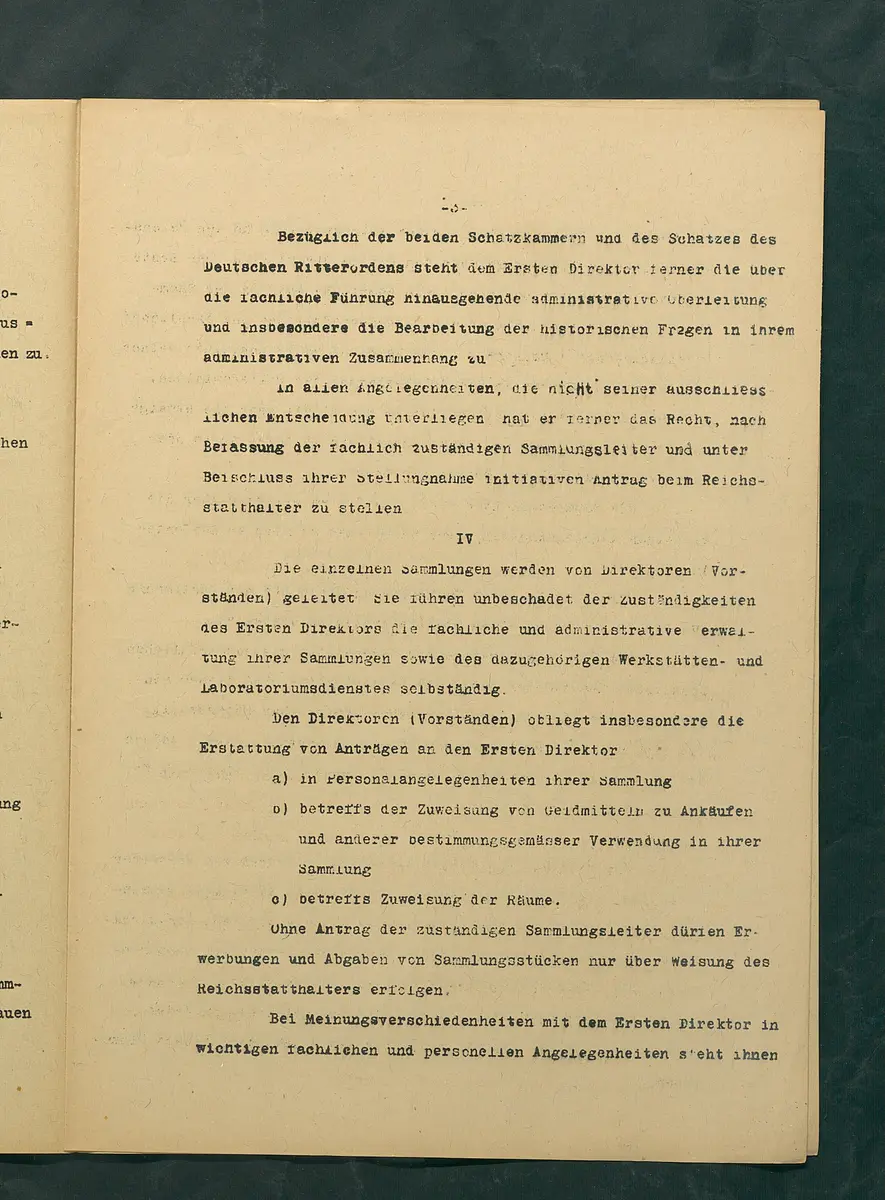 -3-
Bezüglich der beiden Schatzkammern und des Schatzes des
Deutschen Ritterordens steht dem Ersten Direktor ferner die über
die fachliche Führung hinausgehende administrative Oberleitung
und insbesondere die Bearbeitung der historischen Fragen in ihrem
administrativen Zusammenhang zu
In allen Angelegenheiten, die nicht seiner ausschliess
lichen Entscheidung unterliegen hat er ferner das Recht, nach
Befassung der fachlich zuständigen Sammlungsleiter und unter
Beischluss ihrer Stellungnahme initiativen Antrag beim Reichs-
statthalter zu stellen
IV.
Die einzelnen Sammlungen werden von Direktoren (Vor-
ständen) geleitet Sie führen unbeschadet der Zuständigkeiten
des Ersten Direktors die fachliche und administrative Verwal-
tung ihrer Sammlungen sowie des dazugehörigen Werkstätten- und
Laboratoriumsdienstes selbständig.
Den Direktoren (Vorständen) obliegt insbesondere die
Erstattung von Anträgen an den Ersten Direktor
a) in Personalangelegenheiten ihrer Sammlung
b) betreffs der Zuweisung von Geldmitteln zu Ankäufen
und anderer bestimmungsgemässer Verwendung in ihrer
Sammlung
c) betreffs Zuweisung der Räume.
Ohne Antrag der zuständigen Sammlungsleiter dürfen Er-
werbungen und Abgaben von Sammlungsstücken nur über Weisung des
Reichsstatthalters erfolgen.
Bei Meinungsverschiedenheiten mit dem Ersten Direktor in
wichtigen fachlichen und personellen Angelegenheiten steht ihnen
o-
us =
en zu.
hen
r-
ng
mm-
auen